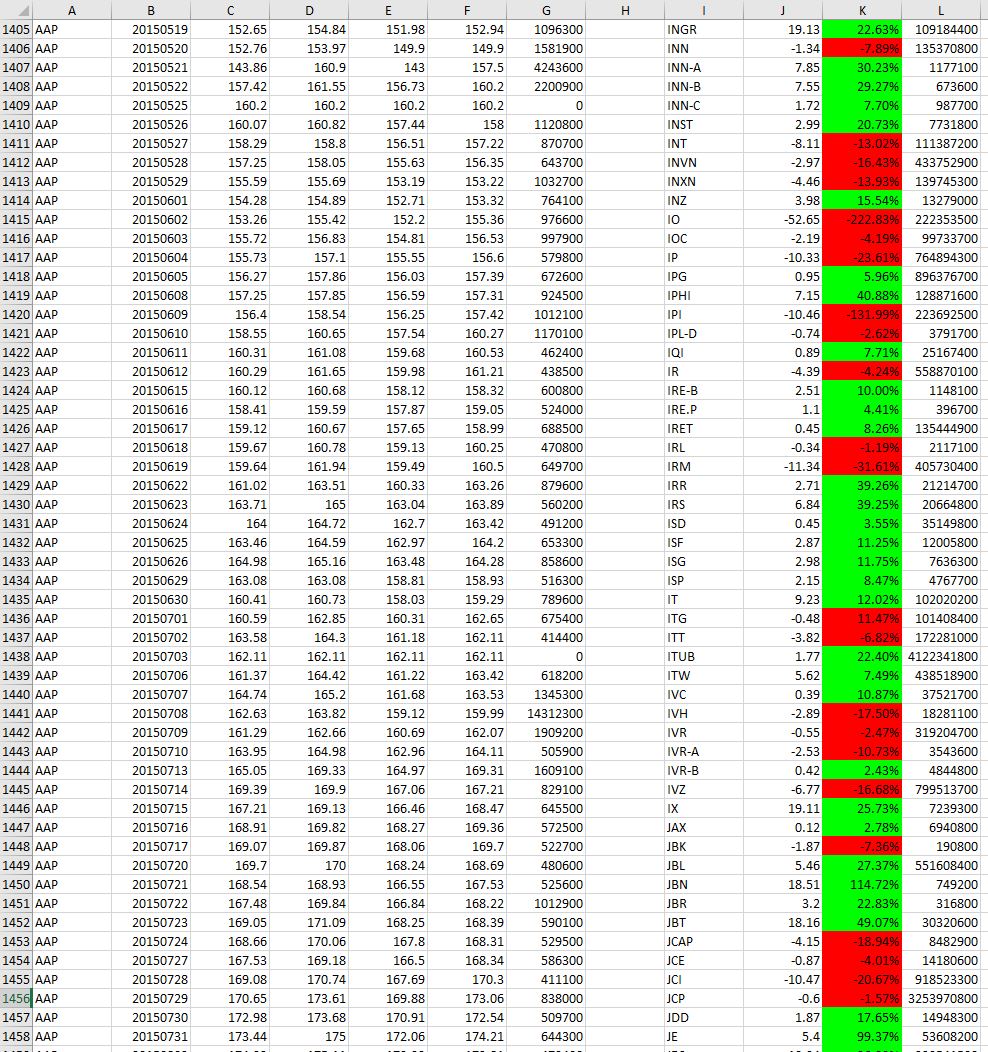 A B C D E F G H I J K L
1405 AAP 20150519 152.65 154.84 151.98 152.94 1096300 INGR 19.13 22.63% 109184400
1406 AAP 20150520 152.76 153.97 149.9 149.9 1581900 INN -1.34 -7.89% 135370800
1407 AAP 20150521 143.86 160.9 143 157.5 4243600 INN-A 7.85 30.23% 1177100
1408 AAP 20150522 157.42 161.55 156.73 160.2 2200900 INN-B 7.55 29.27% 673600
1409 AAP 20150525 160.2 160.2 160.2 160.2 0 INN-C 1.72 7.70% 987700
1410 AAP 20150526 160.07 160.82 157.44 158 1120800 INST 2.99 20.73% 7731800
1411 AAP 20150527 158.29 158.8 156.51 157.22 870700 INT -8.11 -13.02% 111387200
1412 AAP 20150528 157.25 158.05 155.63 156.35 643700 INVN -2.97 -16.43% 433752900
1413 AAP 20150529 155.59 155.69 153.19 153.22 1032700 INXN -4.46 -13.93% 139745300
1414 AAP 20150601 154.28 154.89 152.71 153.32 764100 INZ 3.98 15.54% 13279000
1415 AAP 20150602 153.26 155.42 152.2 155.36 976600 IO -52.65 -222.83% 222353500
1416 AAP 20150603 155.72 156.83 154.81 156.53 997900 IOC -2.19 -4.19% 99733700
1417 AAP 20150604 155.73 157.1 155.55 156.6 579800 IP -10.33 -23.61% 764894300
1418 AAP 20150605 156.27 157.86 156.03 157.39 672600 IPG 0.95 5.96% 896376700
1419 AAP 20150608 157.25 157.85 156.59 157.31 924500 IPHI 7.15 40.88% 128871600
1420 AAP 20150609 156.4 158.54 156.25 157.42 1012100 IPI -10.46 -131.99% 223692500
1421 AAP 20150610 158.55 160.65 157.54 160.27 1170100 IPL-D -0.74 -2.62% 3791700
1422 AAP 20150611 160.31 161.08 159.68 160.53 462400 IQI 0.89 7.71% 25167400
1423 AAP 20150612 160.29 161.65 159.98 161.21 438500 IR -4.39 -4.24% 558870100
1424 AAP 20150615 160.12 160.68 158.12 158.32 600800 IRE-B 2.51 10.00% 1148100
1425 AAP 20150616 158.41 159.59 157.87 159.05 524000 IRE.P 1.1 4.41% 396700
1426 AAP 20150617 159.12 160.67 157.65 158.99 688500 IRET 0.45 8.26% 135444900
1427 AAP 20150618 159.67 160.78 159.13 160.25 470800 IRL -0.34 -1.19% 2117100
1428 AAP 20150619 159.64 161.94 159.49 160.5 649700 IRM -11.34 -31.61% 405730400
1429 AAP 20150622 161.02 163.51 160.33 163.26 879600 IRR 2.71 39.26% 21214700
1430 AAP 20150623 163.71 165 163.04 163.89 560200 IRS 6.84 39.25% 20664800
1431 AAP 20150624 164 164.72 162.7 163.42 491200 ISD 0.45 3.55% 35149800
1432 AAP 20150625 163.46 164.59 162.97 164.2 653300 ISF 2.87 11.25% 12005800
1433 AAP 20150626 164.98 165.16 163.48 164.28 858600 ISG 2.98 11.75% 7636300
1434 AAP 20150629 163.08 163.08 158.81 158.93 516300 ISP 2.15 8.47% 4767700
1435 AAP 20150630 160.41 160.73 158.03 159.29 789600 IT 9.23 12.02% 102020200
1436 AAP 20150701 160.59 162.85 160.31 162.65 675400 ITG -0.48 11.47% 101408400
1437 AAP 20150702 163.58 164.3 161.18 162.11 414400 ITT -3.82 -6.82% 172281000
1438 AAP 20150703 162.11 162.11 162.11 162.11 0 ITUB 1.77 22.40% 4122341800
1439 AAP 20150706 161.37 164.42 161.22 163.42 618200 ITW 5.62 7.49% 438518900
1440 AAP 20150707 164.74 165.2 161.68 163.53 1345300 IVC 0.39 10.87% 37521700
1441 AAP 20150708 162.63 163.82 159.12 159.99 14312300 IVH -2.89 -17.50% 18281100
1442 AAP 20150709 161.29 162.66 160.69 162.07 1909200 IVR -0.55 -2.47% 319204700
1443 AAP 20150710 163.95 164.98 162.96 164.11 505900 IVR-A -2.53 -10.73% 3543600
1444 AAP 20150713 165.05 169.33 164.97 169.31 1609100 IVR-B 0.42 2.43% 4844800
1445 AAP 20150714 169.39 169.9 167.06 167.21 829100 IVZ -6.77 -16.68% 799513700
1446 AAP 20150715 167.21 169.13 166.46 168.47 645500 IX 19.11 25.73% 7239300
1447 AAP 20150716 168.91 169.82 168.27 169.36 572500 JAX 0.12 2.78% 6940800
1448 AAP 20150717 169.07 169.87 168.06 169.7 522700 JBK -1.87 -7.36% 190800
1449 AAP 20150720 169.7 170 168.24 168.69 480600 JBL 5.46 27.37% 551608400
1450 AAP 20150721 168.54 168.93 166.55 167.53 525600 JBN 18.51 114.72% 749200
1451 AAP 20150722 167.48 169.84 166.84 168.22 1012900 JBR 3.2 22.83% 316800
1452 AAP 20150723 169.05 171.09 168.25 168.39 590100 JBT 18.16 49.07% 30320600
1453 AAP 20150724 168.66 170.06 167.8 168.31 529500 JCAP -4.15 -18.94% 8482900
1454 AAP 20150727 167.53 169.18 166.5 168.34 586300 JCE -0.87 -4.01% 14180600
1455 AAP 20150728 169.08 170.74 167.69 170.3 411100 JCI -10.47 -20.67% 918523300
1456 AAP 20150729 170.65 173.61 169.88 173.06 838000 JCP -0.6 -1.57% 3253970800
1457 AAP 20150730 172.98 173.68 170.91 172.54 509700 JDD 1.87 17.65% 14948300
1458 AAP 20150731 173.44 175 172.06 174.21 644300 JE 5.4 99.37% 53608200